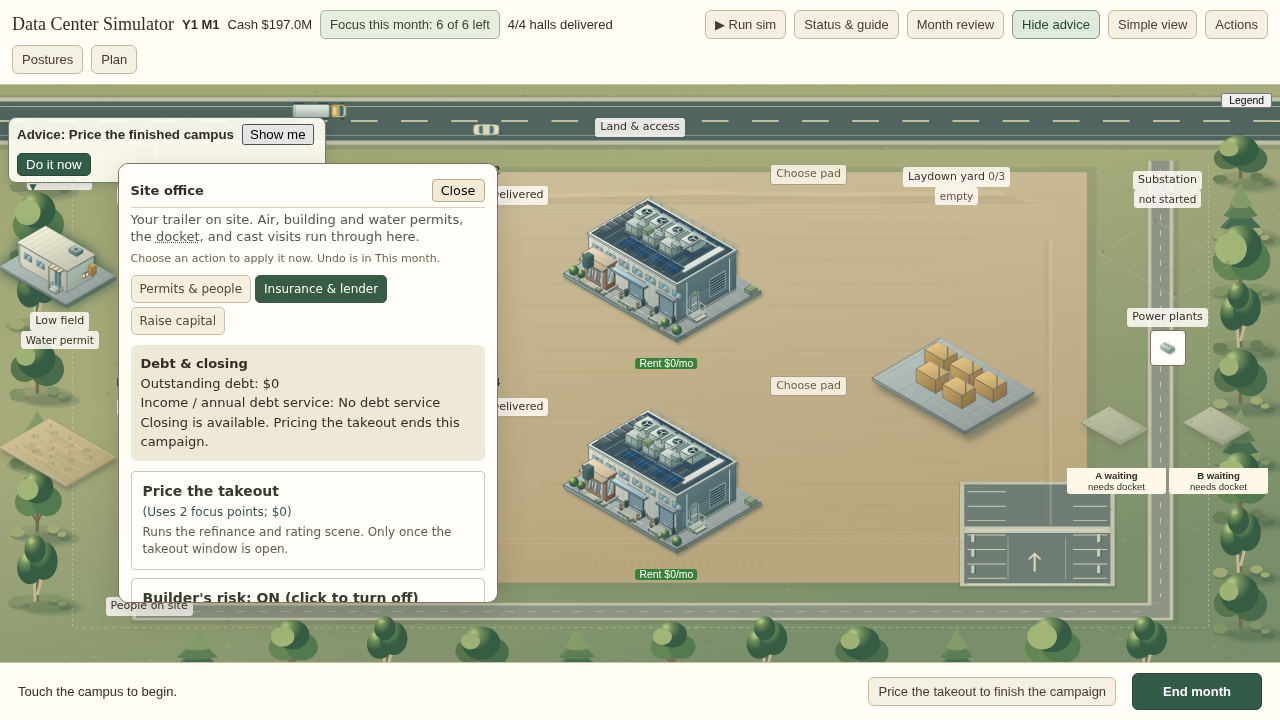 Data Center Simulator Y1 M1 Cash $197.0M Focus this month: 6 of 6 left 4/4 halls delivered
▶ Run sim Status & guide Month review Hide advice Simple view Actions
Postures Plan
Legend
Land & access
Advice: Price the finished campus Show me
Do it now
Choose pad
Laydown yard 0/3
empty
Substation
not started
elivered
Site office Close
Your trailer on site. Air, building and water permits,
the docket, and cast visits run through here.
Choose an action to apply it now. Undo is in This month.
Permits & people Insurance & lender
Raise capital
Debt & closing
Outstanding debt: $0
Income / annual debt service: No debt service
Closing is available. Pricing the takeout ends this
campaign.
Price the takeout
(Uses 2 focus points; $0)
Runs the refinance and rating scene. Only once the
takeout window is open.
Builder's risk: ON (click to turn off)
Low field
Water permit
Power plants
Rent $0/mo
Choose pad
elivered
A waiting
needs docket
B waiting
needs docket
Rent $0/mo
People on site
Touch the campus to begin.
Price the takeout to finish the campaign
End month